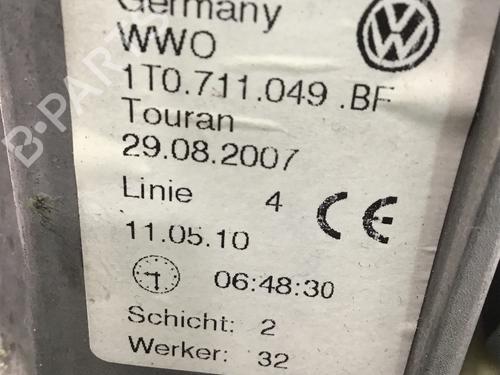 Germany
WWO
1T0.711.049 .BF
Touran
29.08.2007
Linie 4
11.05.10
06:48:30
Schicht: 2
Werker: 32
B-PARTS